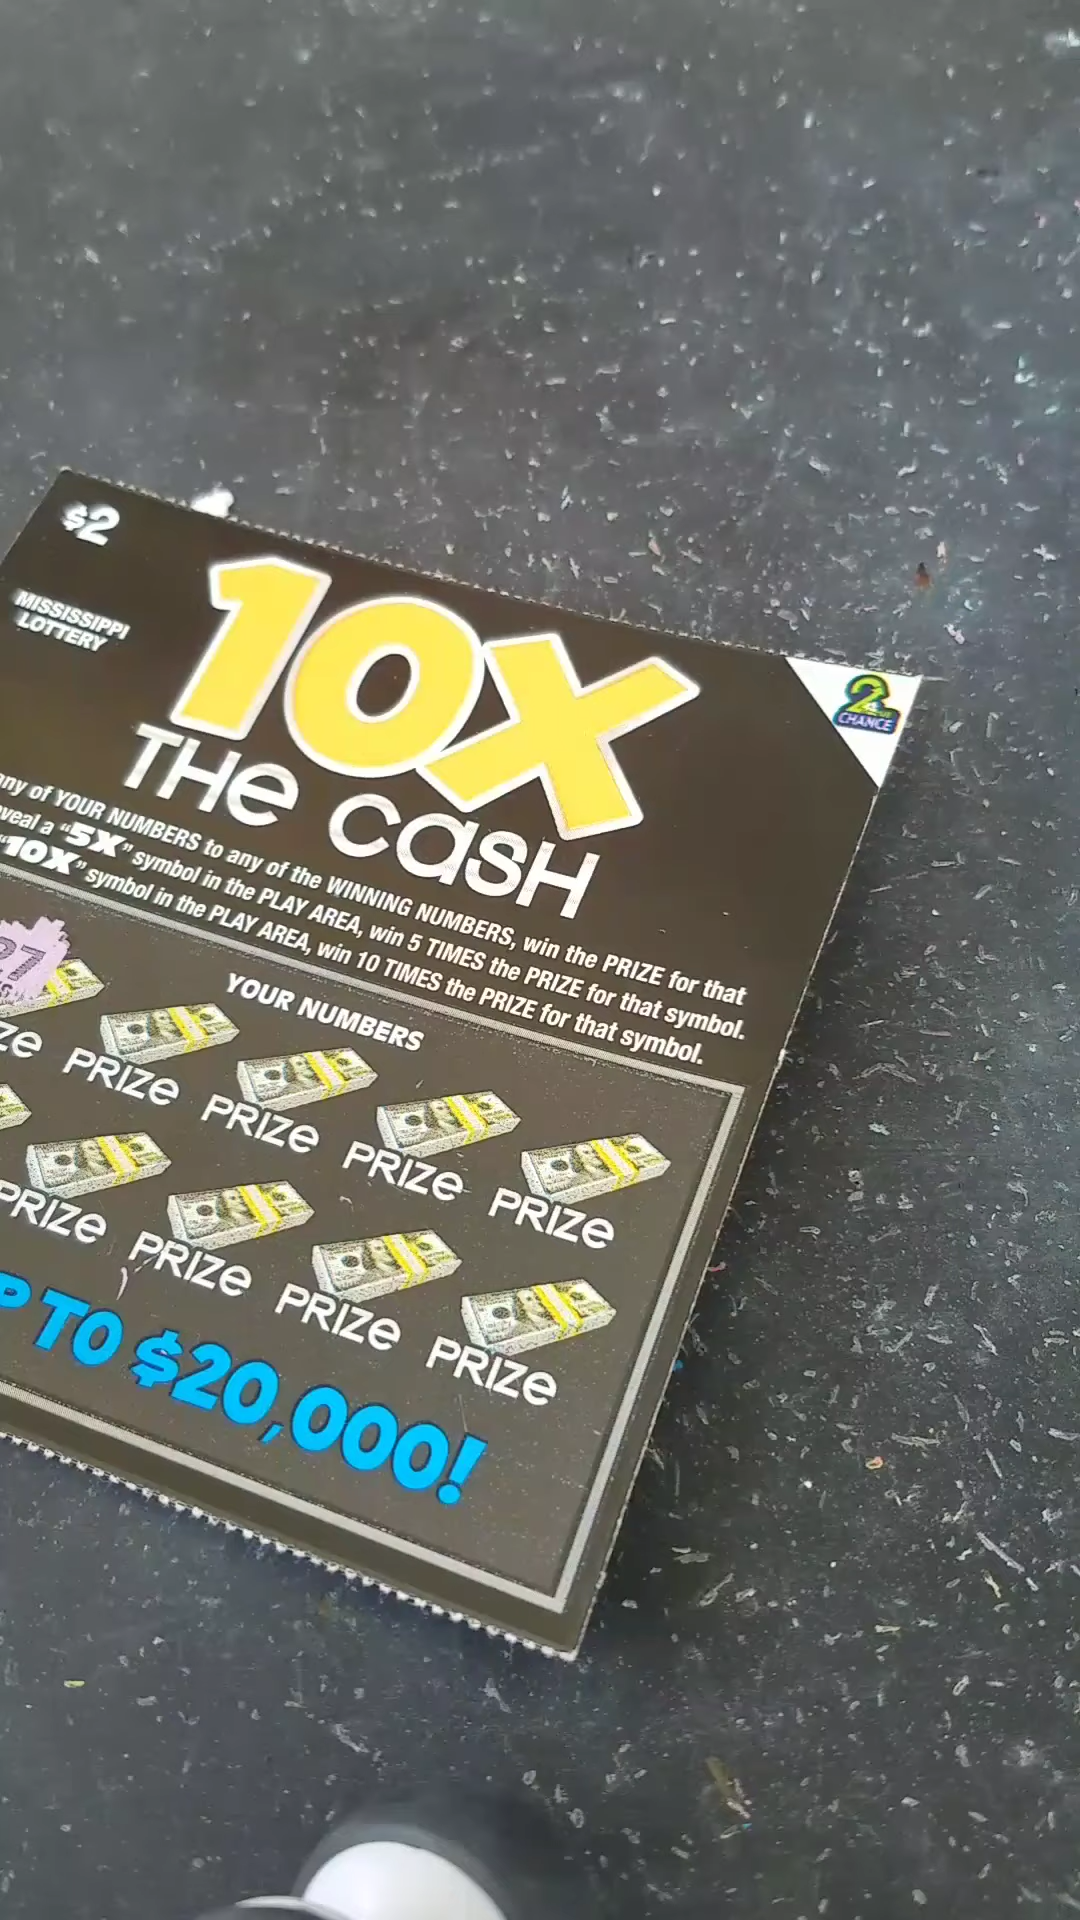 $2
MISSISSIPPI
LOTTERY
10X
THE CASH
2ND
CHANCE
any of YOUR NUMBERS to any of the WINNING NUMBERS, win the PRIZE for that
a "5X" symbol in the PLAY AREA, win 5 TIMES the PRIZE for that symbol.
"10X" symbol in the PLAY AREA, win 10 TIMES the PRIZE for that symbol.
YOUR NUMBERS
27
PRIZE PRIZE PRIZE PRIZE
PRIZE PRIZE PRIZE PRIZE
TO $20,000!